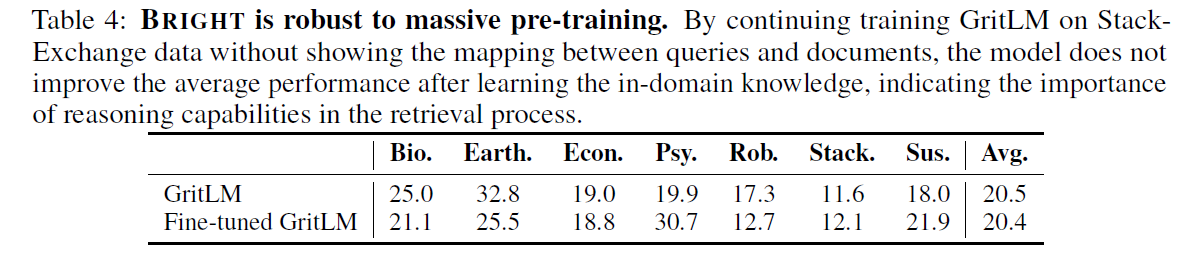 Table 4: BRIGHT is robust to massive pre-training. By continuing training GritLM on Stack-
Exchange data without showing the mapping between queries and documents, the model does not
improve the average performance after learning the in-domain knowledge, indicating the importance
of reasoning capabilities in the retrieval process.
Bio. Earth. Econ. Psy. Rob. Stack. Sus. Avg.
GritLM 25.0 32.8 19.0 19.9 17.3 11.6 18.0 20.5
Fine-tuned GritLM 21.1 25.5 18.8 30.7 12.7 12.1 21.9 20.4